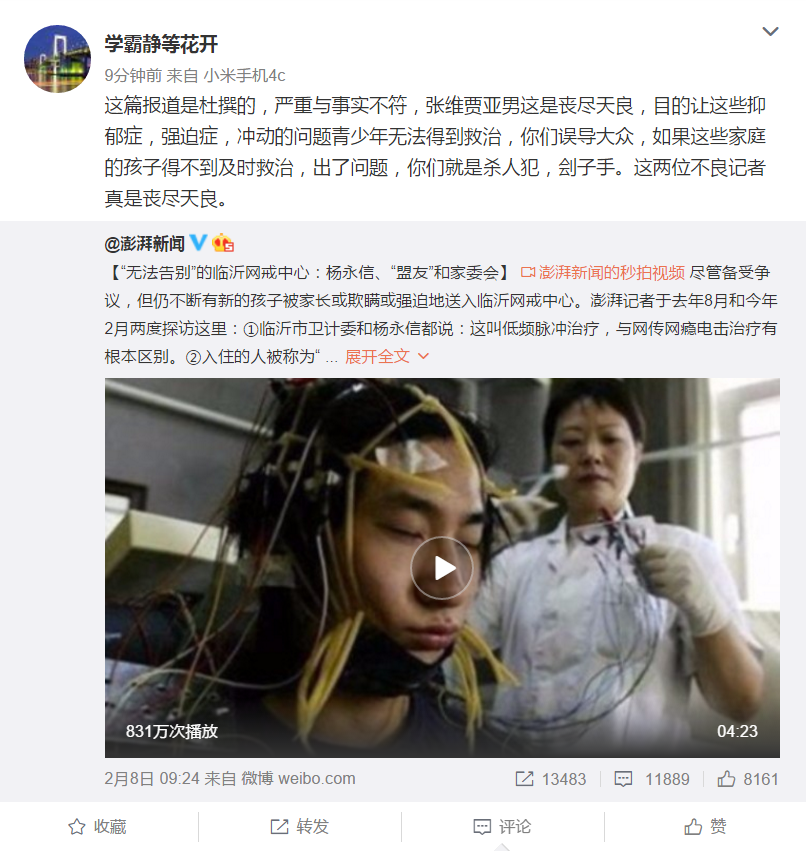 学霸静等花开
9分钟前 来自 小米手机4c
这篇报道是杜撰的，严重与事实不符，张维贾亚男这是丧尽天良，目的让这些抑
郁症，强迫症，冲动的问题青少年无法得到救治，你们误导大众，如果这些家庭
的孩子得不到及时救治，出了问题，你们就是杀人犯，刽子手。这两位不良记者
真是丧尽天良。
@澎湃新闻
【“无法告别”的临沂网戒中心：杨永信、“盟友”和家委会】 澎湃新闻的秒拍视频 尽管备受争
议，但仍不断有新的孩子被家长或欺瞒或强迫地送入临沂网戒中心。澎湃记者于去年8月和今年
2月两度探访这里：①临沂市卫计委和杨永信都说：这叫低频脉冲治疗，与网传网瘾电击治疗有
根本区别。②入住的人被称为“ ... 展开全文
831万次播放 04:23
2月8日 09:24 来自 微博 weibo.com 13483 11889 8161
收藏 转发 评论 赞